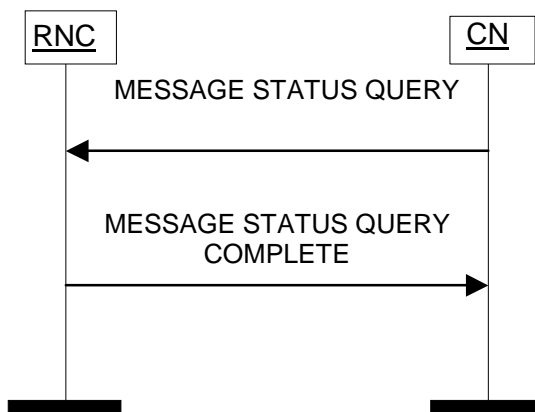 RNC
CN
MESSAGE STATUS QUERY
MESSAGE STATUS QUERY
COMPLETE